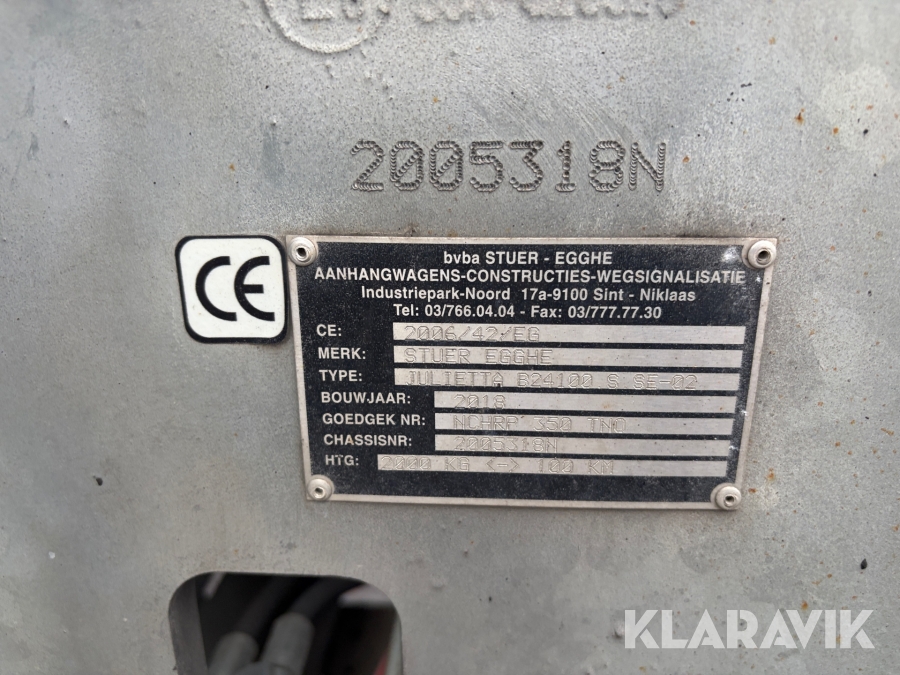 2005318N
CE
bvba STUER - EGGHE
AANHANGWAGENS-CONSTRUCTIES-WEGSIGNALISATIE
Industriepark-Noord 17a-9100 Sint - Niklaas
Tel: 03/766.04.04 - Fax: 03/777.77.30
CE: 2006/42/EG
MERK: STUER EGGHE
TYPE: JULIETTA B24100 S SE-02
BOUWJAAR: 2018
GOEDGEK NR: NCHRP 350 TNO
CHASSISNR: 2005318N
HTG: 2000 KG <-> 100 KM
KLARAVIK